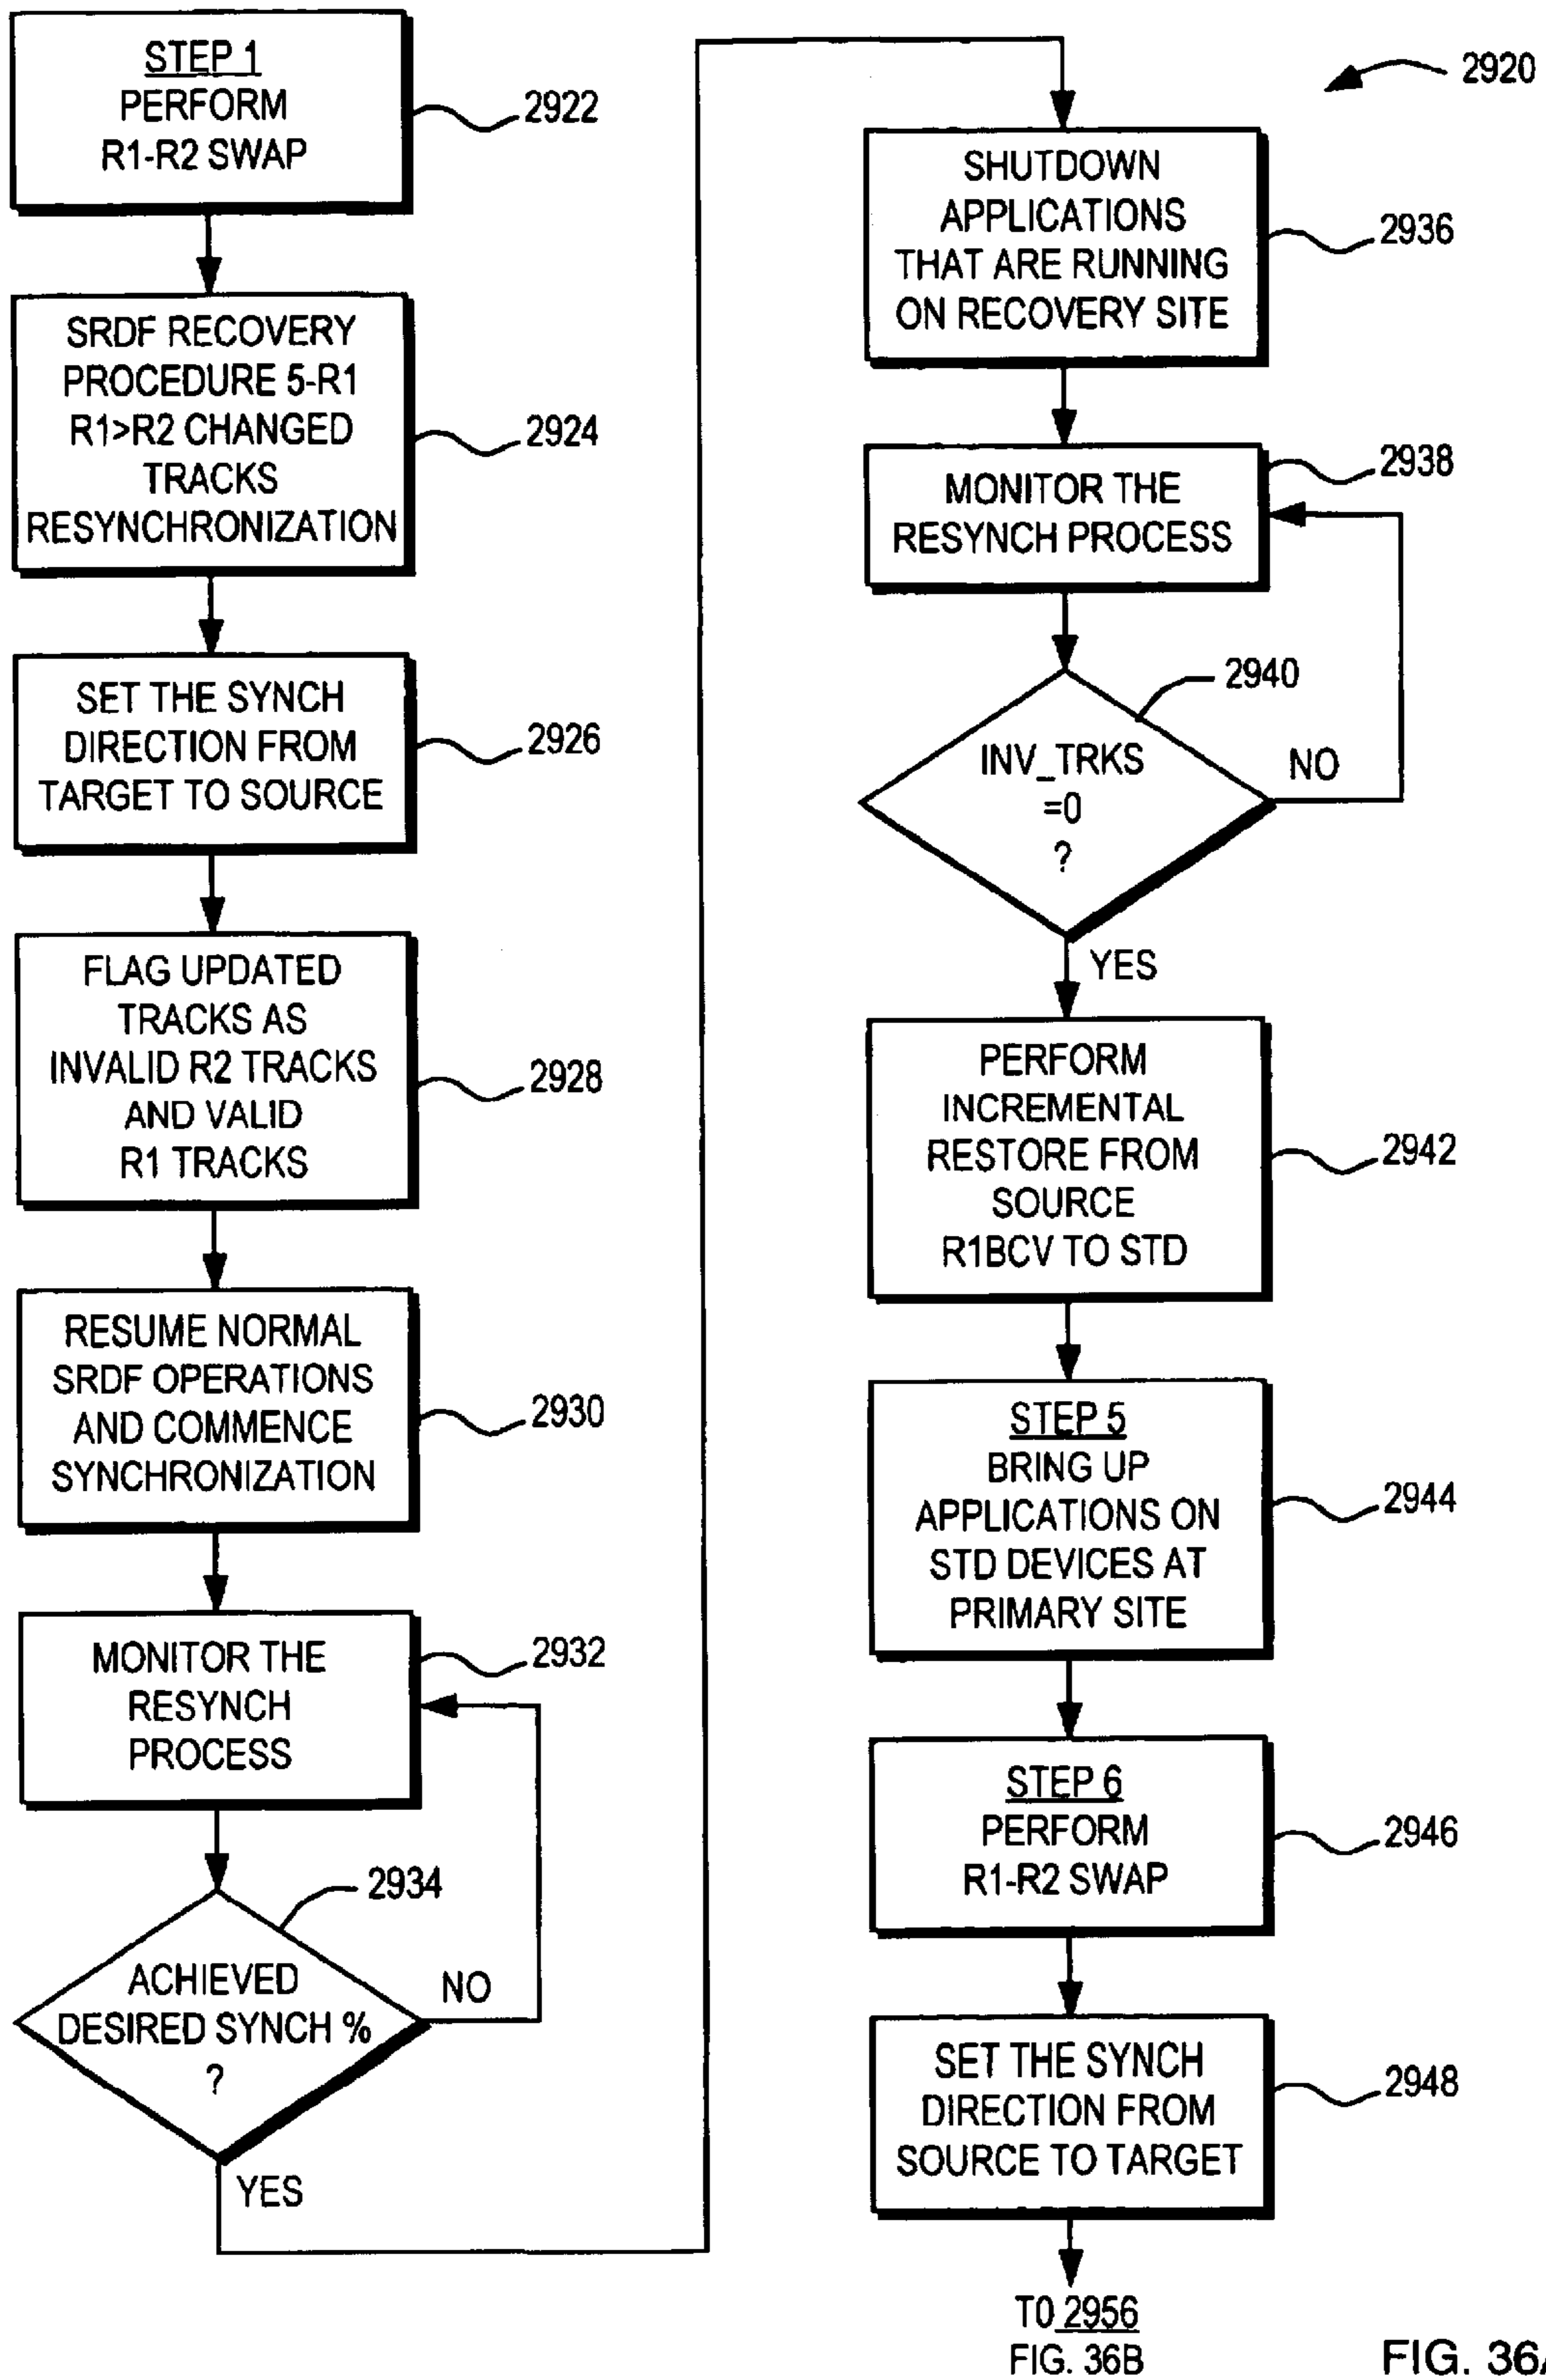 STEP 1
PERFORM
R1-R2 SWAP
2922
SRDF RECOVERY
PROCEDURE 5-R1
R1>R2 CHANGED
TRACKS
RESYNCHRONIZATION
2924
SET THE SYNCH
DIRECTION FROM
TARGET TO SOURCE
2926
FLAG UPDATED
TRACKS AS
INVALID R2 TRACKS
AND VALID
R1 TRACKS
2928
RESUME NORMAL
SRDF OPERATIONS
AND COMMENCE
SYNCHRONIZATION
2930
MONITOR THE
RESYNCH
PROCESS
2932
2934
ACHIEVED
DESIRED SYNCH %
?
NO
YES
2920
SHUTDOWN
APPLICATIONS
THAT ARE RUNNING
ON RECOVERY SITE
2936
MONITOR THE
RESYNCH PROCESS
2938
2940
INV_TRKS
=0
?
NO
YES
PERFORM
INCREMENTAL
RESTORE FROM
SOURCE
R1BCV TO STD
2942
STEP 5
BRING UP
APPLICATIONS ON
STD DEVICES AT
PRIMARY SITE
2944
STEP 6
PERFORM
R1-R2 SWAP
2946
SET THE SYNCH
DIRECTION FROM
SOURCE TO TARGET
2948
TO 2956
FIG. 36B
FIG. 36A